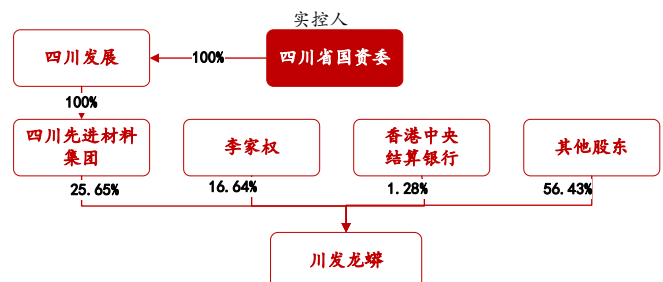 实控人
四川发展
100%
四川省国资委
100%
四川先进材料
集团
李家权
香港中央
结算银行
其他股东
25.65%
16.64%
1.28%
56.43%
川发龙蟒